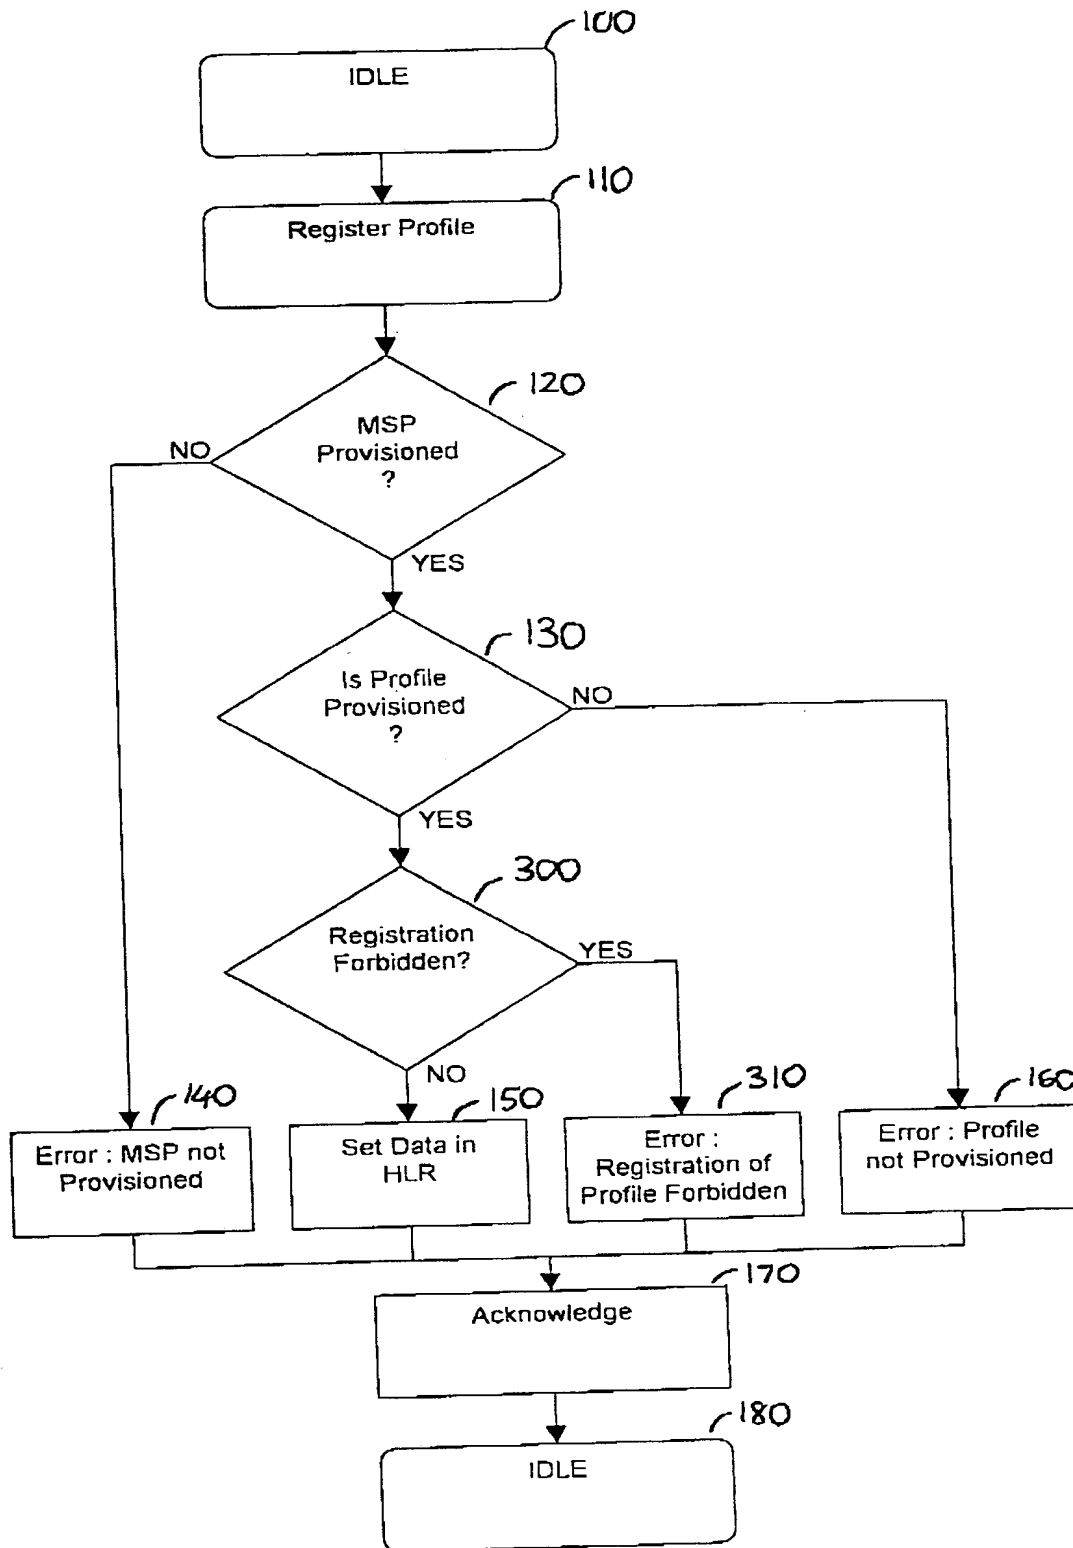 100
IDLE
110
Register Profile
120
MSP
Provisioned
?
NO
YES
130
Is Profile
Provisioned
?
NO
YES
300
Registration
Forbidden?
YES
NO
140
150
310
160
Error : MSP not
Provisioned
Set Data in
HLR
Error :
Registration of
Profile Forbidden
Error : Profile
not Provisioned
170
Acknowledge
180
IDLE